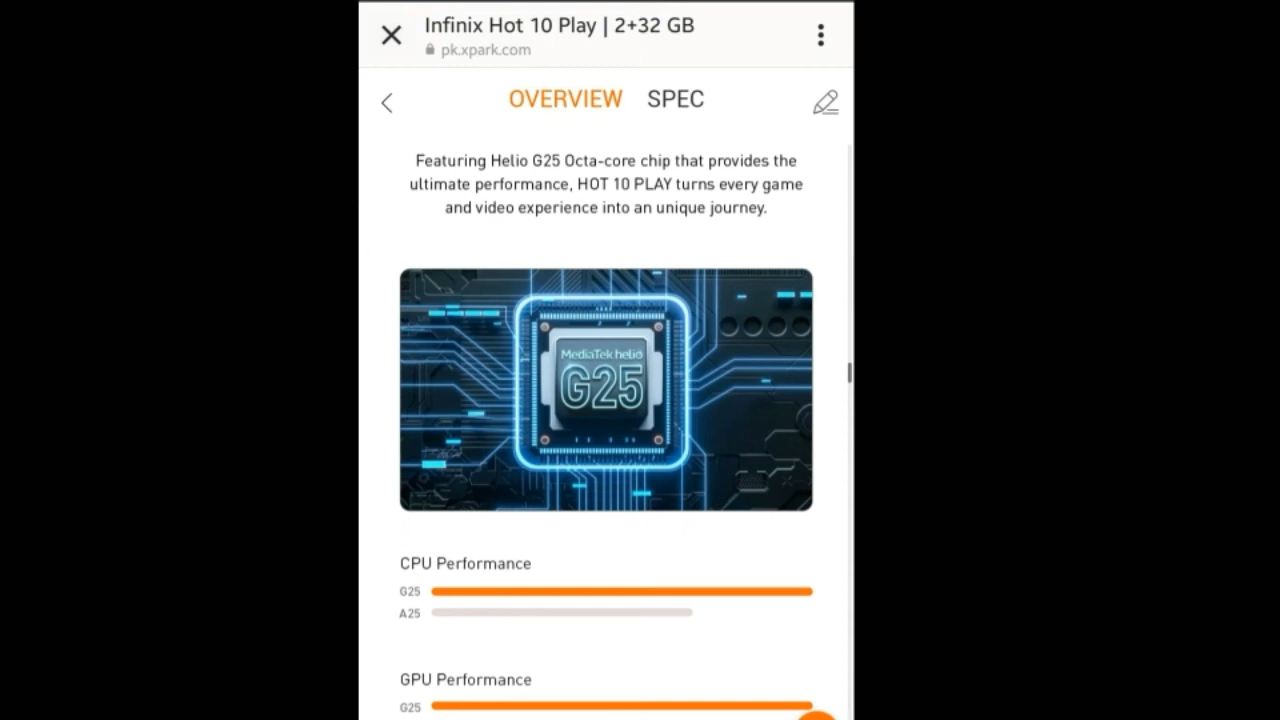 Infinix Hot 10 Play | 2+32 GB
pk.xpark.com
OVERVIEW SPEC
Featuring Helio G25 Octa-core chip that provides the
ultimate performance, HOT 10 PLAY turns every game
and video experience into an unique journey.
MediaTek helio
G25
CPU Performance
G25
A25
GPU Performance
G25